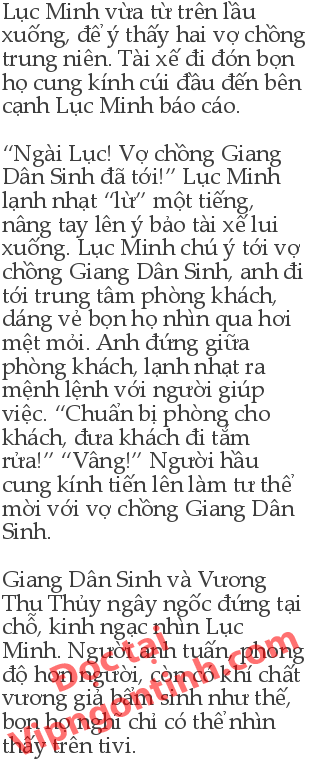 Lục Minh vừa từ trên lầu
xuống, để ý thấy hai vợ chồng
trung niên. Tài xế đi đón bọn
họ cung kính cúi đầu đến bên
cạnh Lục Minh báo cáo.
“Ngài Lục! Vợ chồng Giang
Dân Sinh đã tới!” Lục Minh
lạnh nhạt “lừ” một tiếng,
nâng tay lên ý bảo tài xế lui
xuống. Lục Minh chú ý tới vợ
chồng Giang Dân Sinh, anh đi
tới trung tâm phòng khách,
dáng vẻ bọn họ nhìn qua hơi
mệt mỏi. Anh đứng giữa
phòng khách, lạnh nhạt ra
mệnh lệnh với người giúp
việc. “Chuẩn bị phòng cho
khách, đưa khách đi tắm
rửa!” “Vâng!” Người hầu
cung kính tiến lên làm tư thế
mời với vợ chồng Giang Dân
Sinh.
Giang Dân Sinh và Vương
Thu Thủy ngây ngốc đứng tại
chỗ, kinh ngạc nhìn Lục
Minh. Người anh tuấn, phong
độ hơn người, còn có khí chất
vương giả bẩm sinh như thế,
bọn họ nghĩ chỉ có thể nhìn
thấy trên tivi.
Đọc tại
Vipngontinh.com